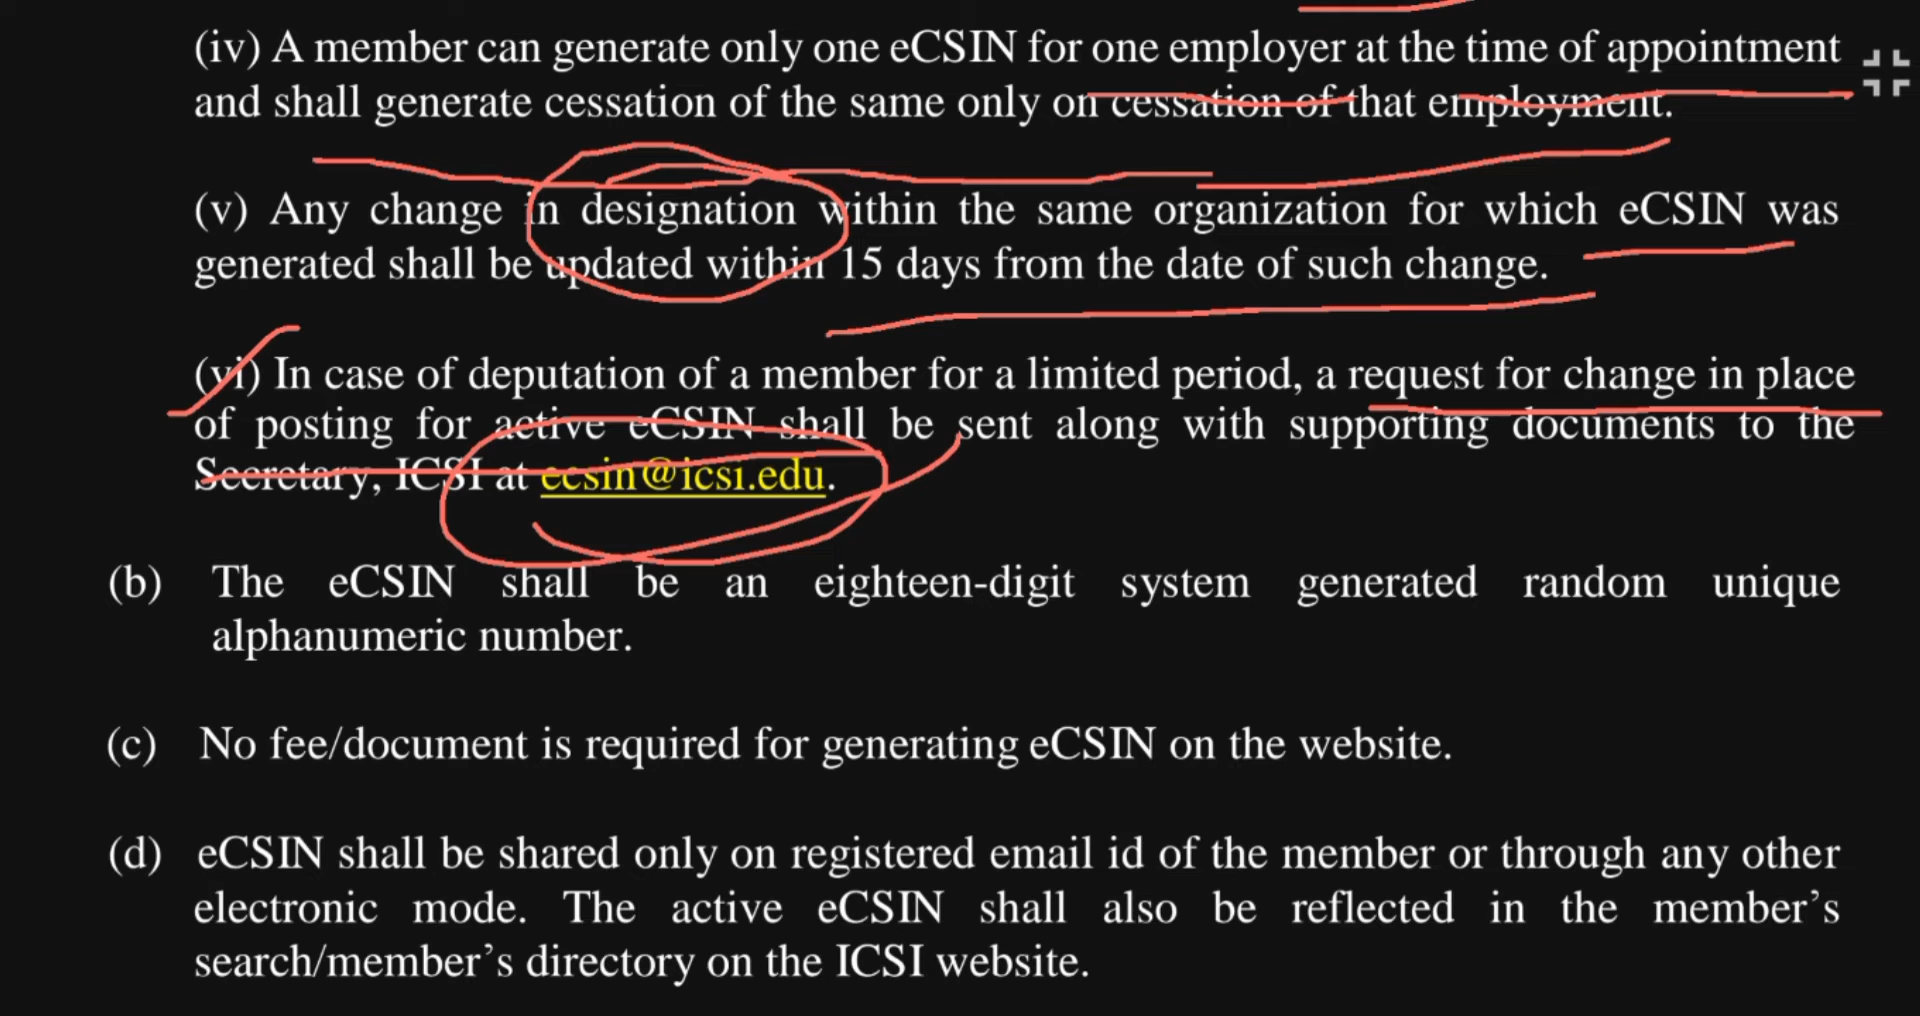 (iv) A member can generate only one eCSIN for one employer at the time of appointment
and shall generate cessation of the same only on cessation of that employment.
(v) Any change in designation within the same organization for which eCSIN was
generated shall be updated within 15 days from the date of such change.
(vi) In case of deputation of a member for a limited period, a request for change in place
of posting for active eCSIN shall be sent along with supporting documents to the
Secretary, ICSI at ecsin@icsi.edu.
(b) The eCSIN shall be an eighteen-digit system generated random unique
alphanumeric number.
(c) No fee/document is required for generating eCSIN on the website.
(d) eCSIN shall be shared only on registered email id of the member or through any other
electronic mode. The active eCSIN shall also be reflected in the member’s
search/member’s directory on the ICSI website.